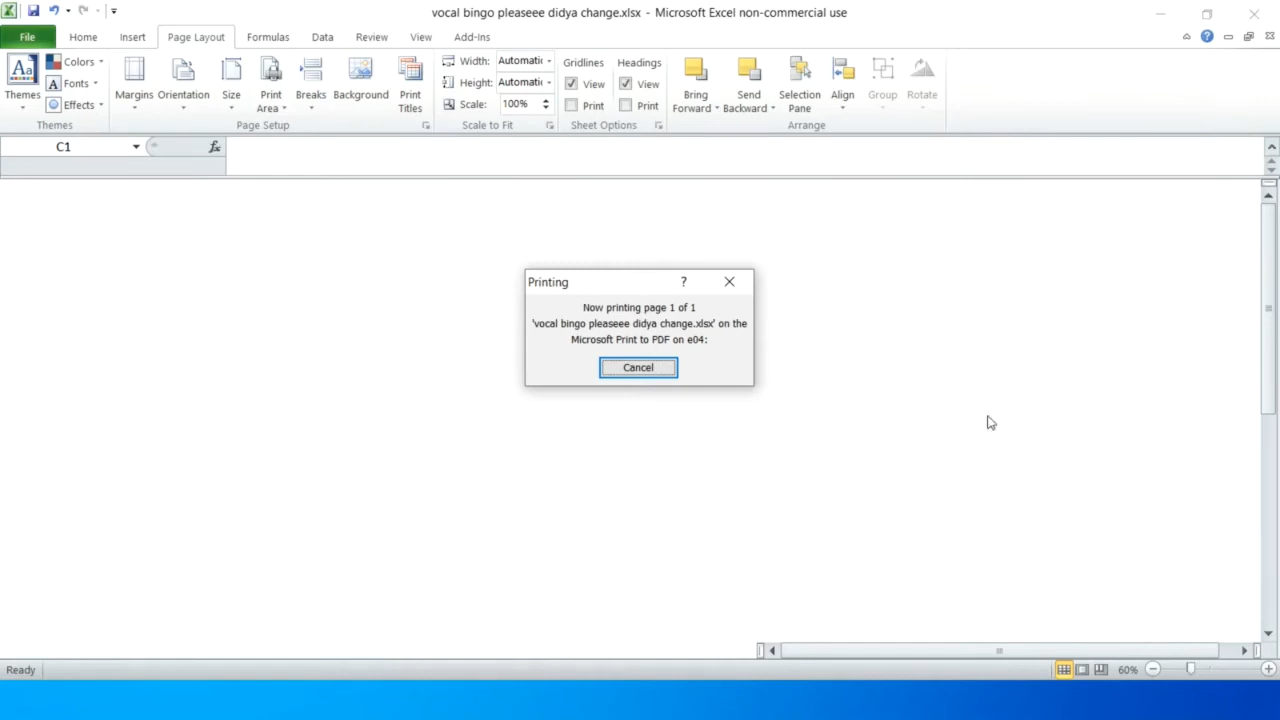 vocal bingo pleaseee didya change.xlsx - Microsoft Excel non-commercial use
File Home Insert Page Layout Formulas Data Review View Add-Ins
Colors Width: Automatic Gridlines Headings
Fonts Height: Automatic View View
Themes Effects Margins Orientation Size Print Area Breaks Background Print Titles Scale: 100% Print Print Bring Forward Send Backward Selection Pane Align Group Rotate
Themes Page Setup Scale to Fit Sheet Options Arrange
C1 fx
Printing ?
Now printing page 1 of 1
'vocal bingo pleaseee didya change.xlsx' on the
Microsoft Print to PDF on e04:
Cancel
Ready 60%